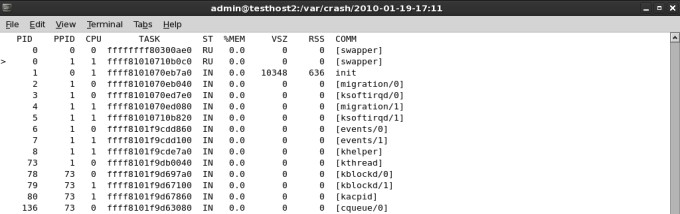 admin@testhost2:/var/crash/2010-01-19-17:11
File Edit View Terminal Tabs Help
PID PPID CPU TASK ST %MEM VSZ RSS COMM
0 0 0 ffffffff80300ae0 RU 0.0 0 0 [swapper]
> 0 1 1 ffff8101070b0c0 RU 0.0 0 0 [swapper]
1 0 1 ffff8101070eb7a0 IN 0.0 10348 636 init
2 1 0 ffff8101070eb040 IN 0.0 0 0 [migration/0]
3 1 0 ffff8101070ed7e0 IN 0.0 0 0 [ksoftirqd/0]
4 1 1 ffff8101070ed080 IN 0.0 0 0 [migration/1]
5 1 1 ffff81010710b820 IN 0.0 0 0 [ksoftirqd/1]
6 1 0 ffff8101f9cdd860 IN 0.0 0 0 [events/0]
7 1 1 ffff8101f9cdd100 IN 0.0 0 0 [events/1]
8 1 1 ffff8101f9cde7a0 IN 0.0 0 0 [khelper]
73 1 0 ffff8101f9db0040 IN 0.0 0 0 [kthread]
78 73 0 ffff8101f9d697a0 IN 0.0 0 0 [kblockd/0]
79 73 1 ffff8101f9d67100 IN 0.0 0 0 [kblockd/1]
80 73 1 ffff8101f9d67860 IN 0.0 0 0 [kacpid]
136 73 0 ffff8101f9d63080 IN 0.0 0 0 [cqueue/0]